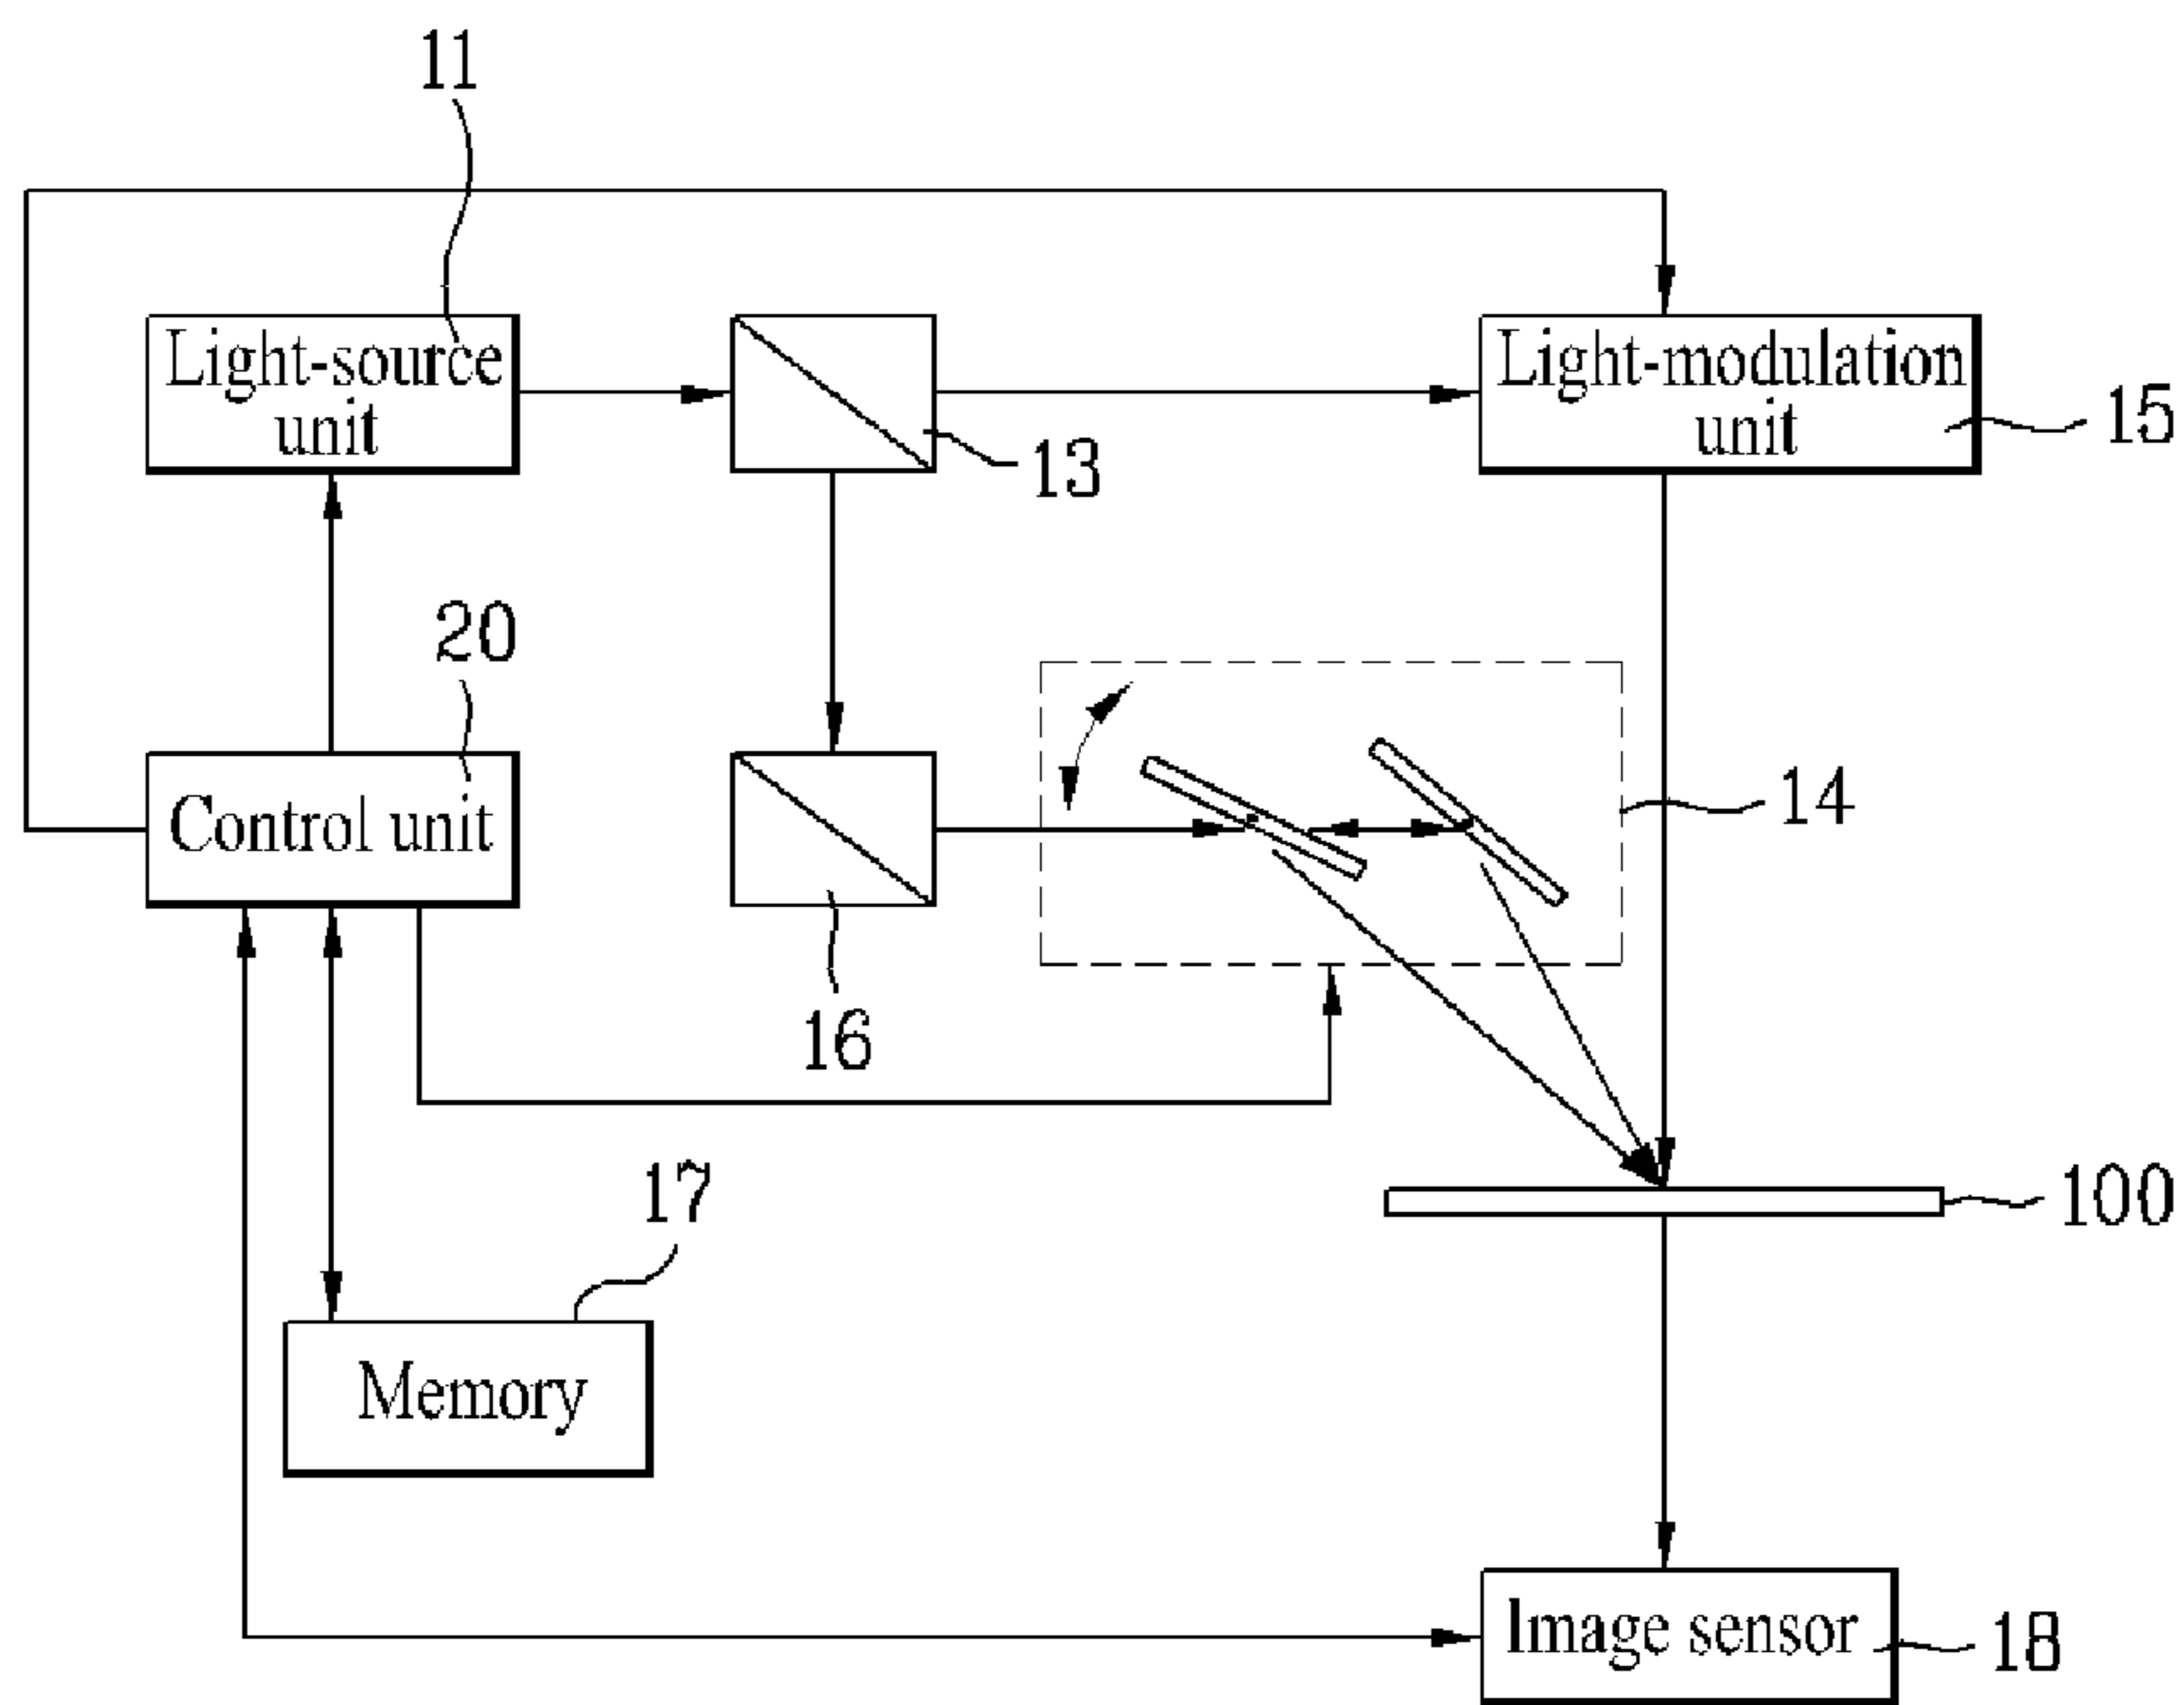 11
Light-source
unit
13
Light-modulation
unit
15
20
Control unit
14
16
17
100
Memory
Image sensor
18